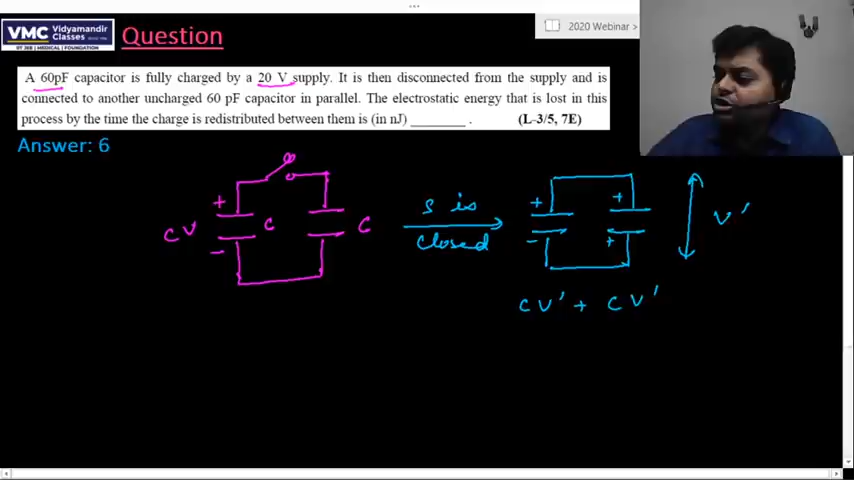 VMC Vidyamandir Classes
IIT JEE | MEDICAL | FOUNDATION
Question
2020 Webinar >
A 60pF capacitor is fully charged by a 20 V supply. It is then disconnected from the supply and is
connected to another uncharged 60 pF capacitor in parallel. The electrostatic energy that is lost in this
process by the time the charge is redistributed between them is (in nJ) ________ . (L-3/5, 7E)
Answer: 6
+ CV - C C
S is closed
+ - + + V'
CV' + CV'